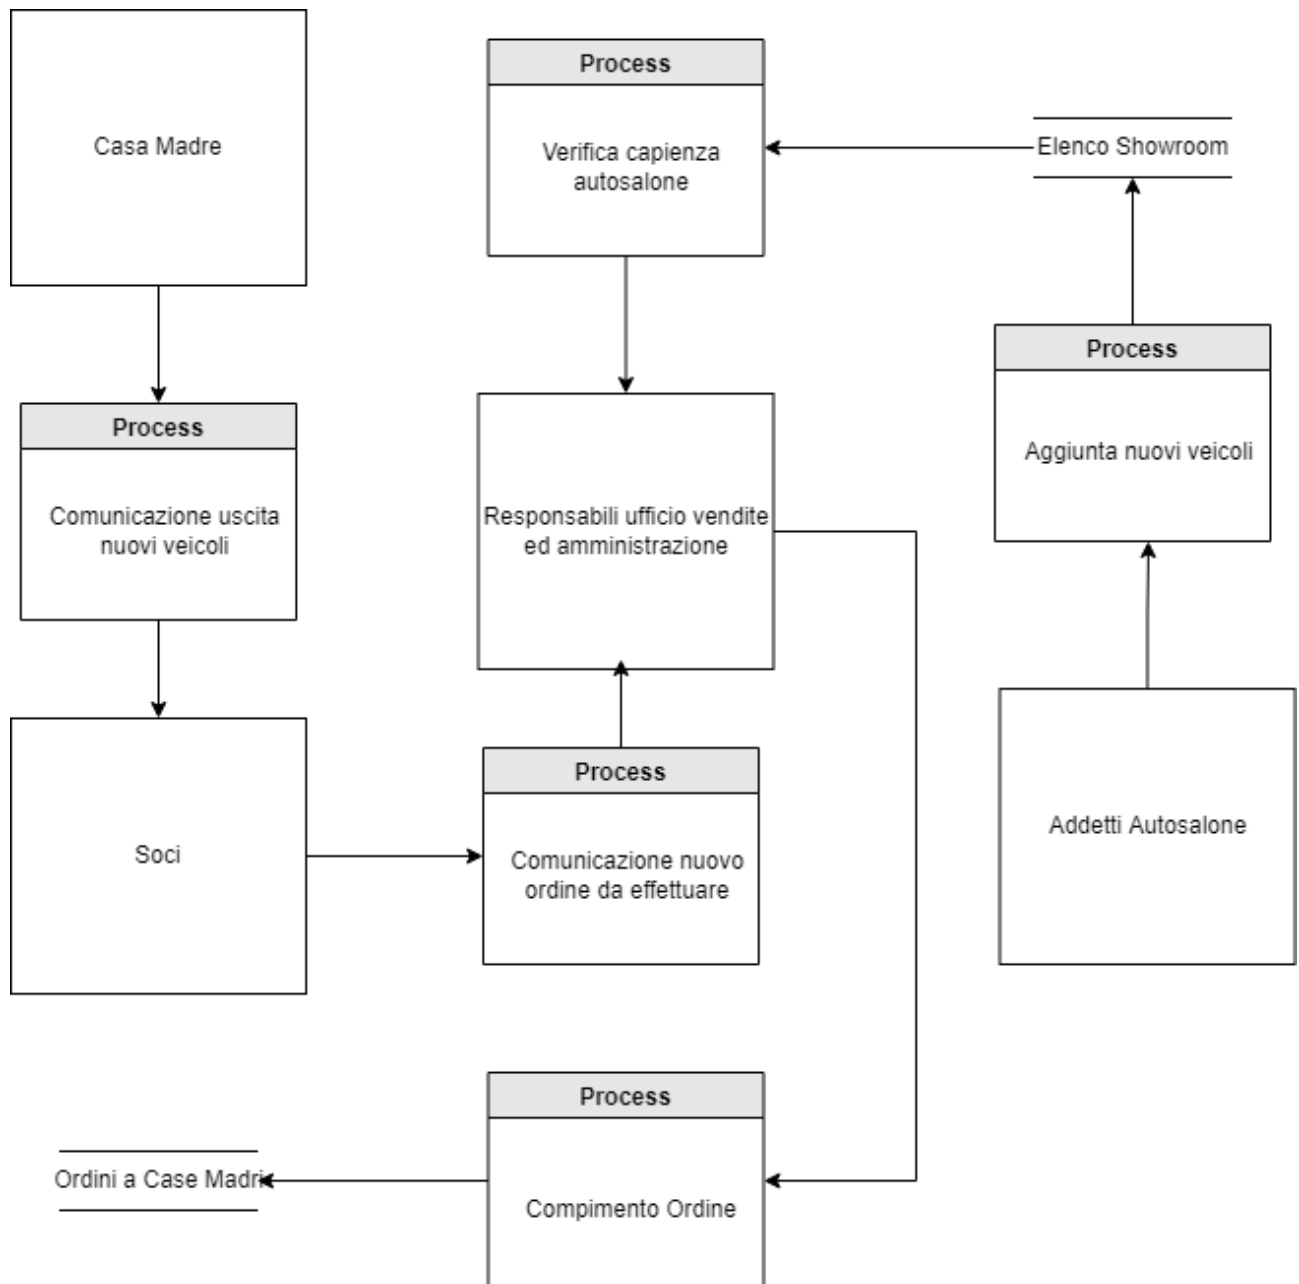 Casa Madre
Process
Verifica capienza
autosalone
Elenco Showroom
Process
Aggiunta nuovi veicoli
Process
Comunicazione uscita
nuovi veicoli
Responsabili ufficio vendite
ed amministrazione
Soci
Process
Comunicazione nuovo
ordine da effettuare
Addetti Autosalone
Process
Compimento Ordine
Ordini a Case Madri